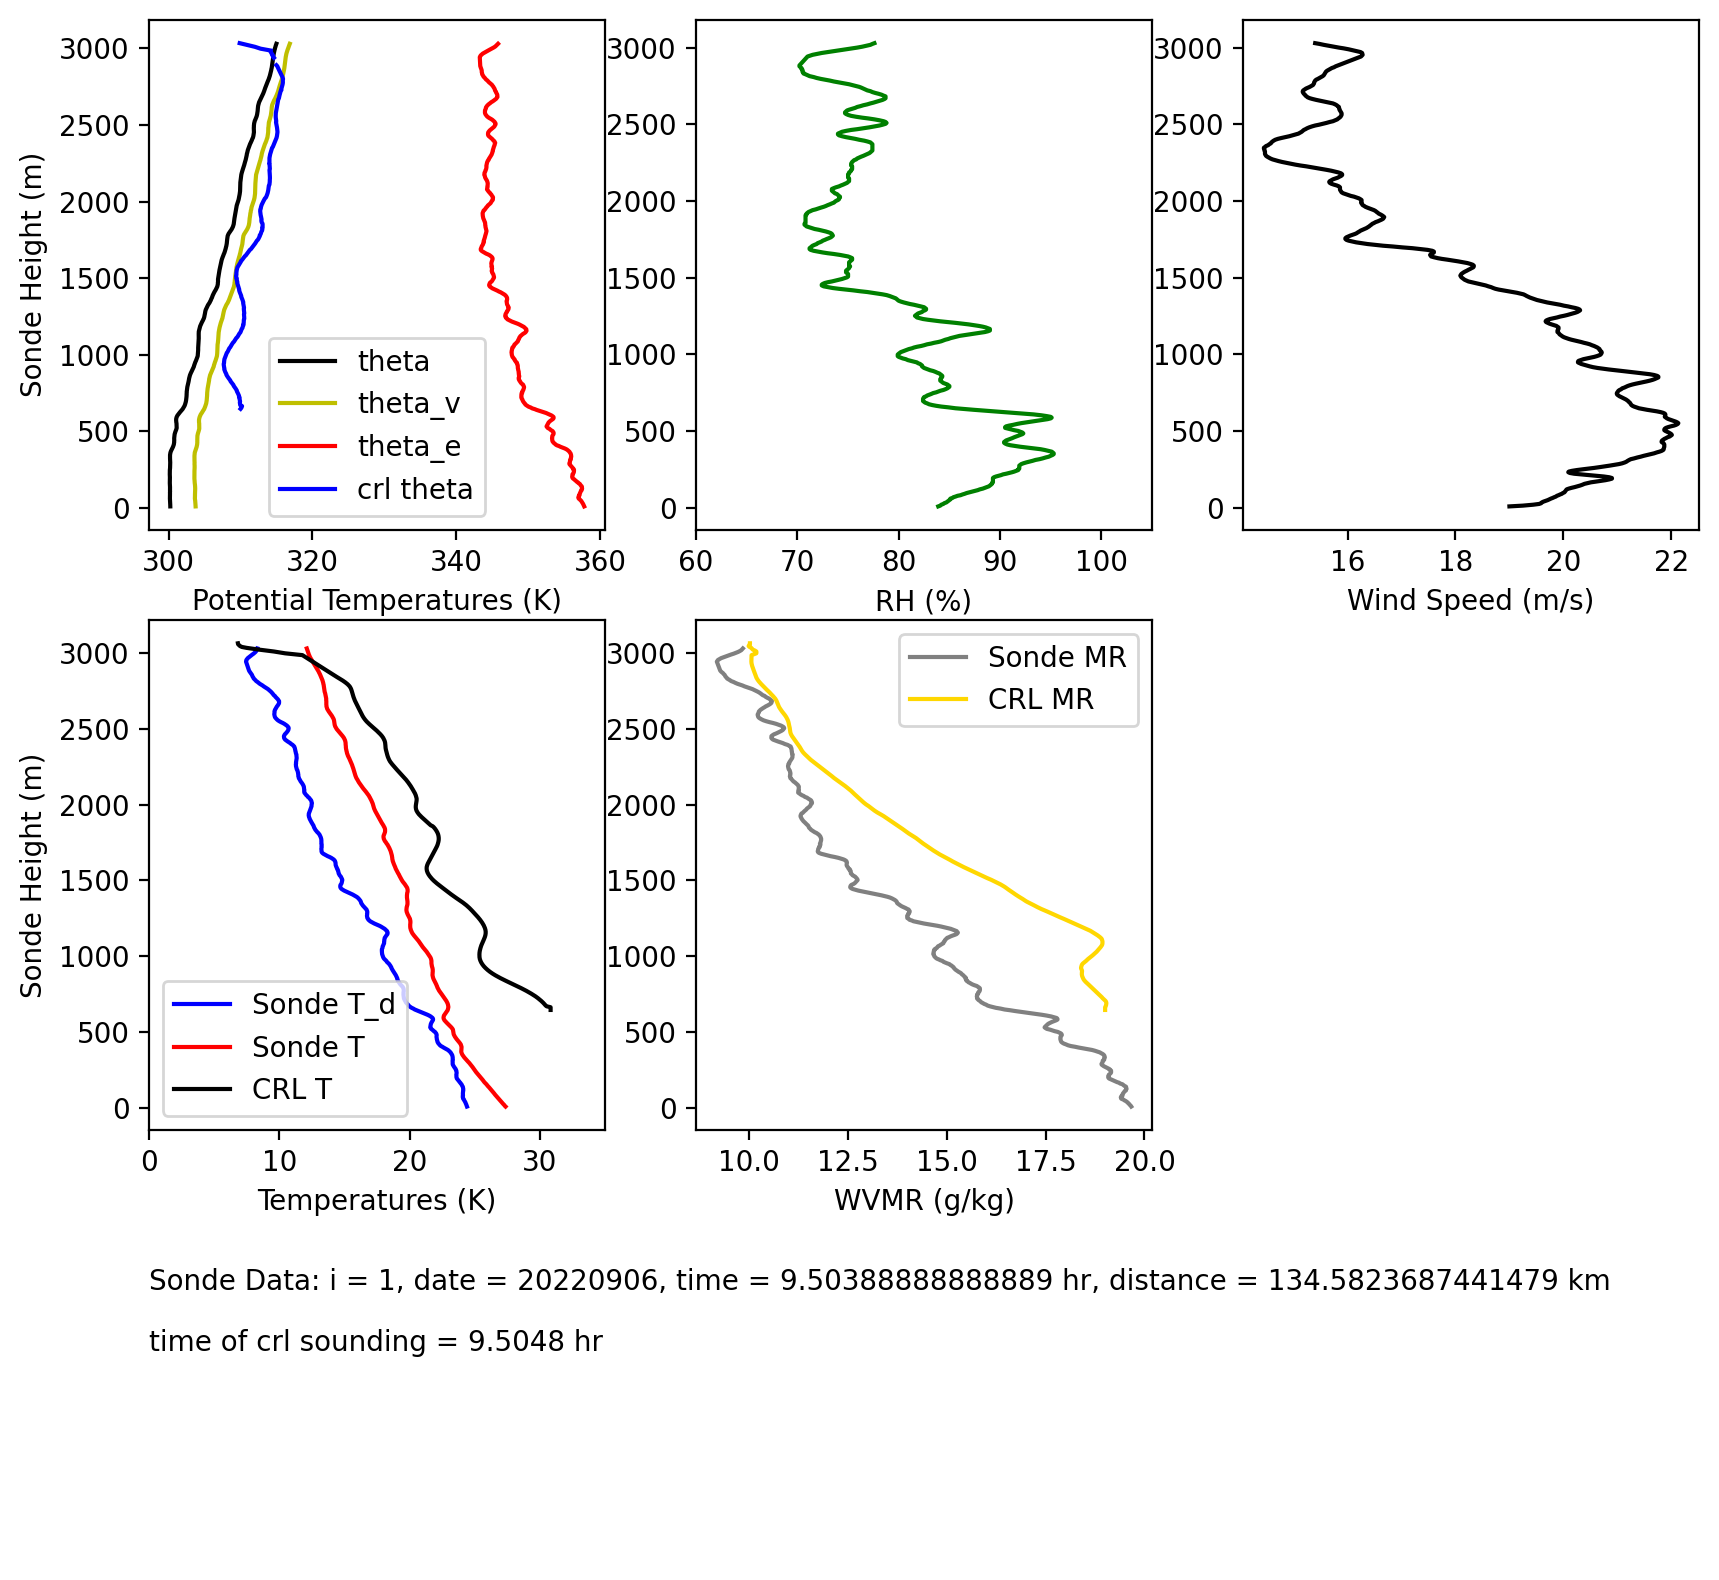 3000
2500
2000
1500
1000
500
0
Sonde Height (m)
theta
theta_v
theta_e
crl theta
300 320 340 360
Potential Temperatures (K)
3000
2500
2000
1500
1000
500
0
60 70 80 90 100
RH (%)
3000
2500
2000
1500
1000
500
0
16 18 20 22
Wind Speed (m/s)
3000
2500
2000
1500
1000
500
0
Sonde Height (m)
Sonde T_d
Sonde T
CRL T
0 10 20 30
Temperatures (K)
3000
2500
2000
1500
1000
500
0
Sonde MR
CRL MR
10.0 12.5 15.0 17.5 20.0
WVMR (g/kg)
Sonde Data: i = 1, date = 20220906, time = 9.50388888888889 hr, distance = 134.5823687441479 km
time of crl sounding = 9.5048 hr